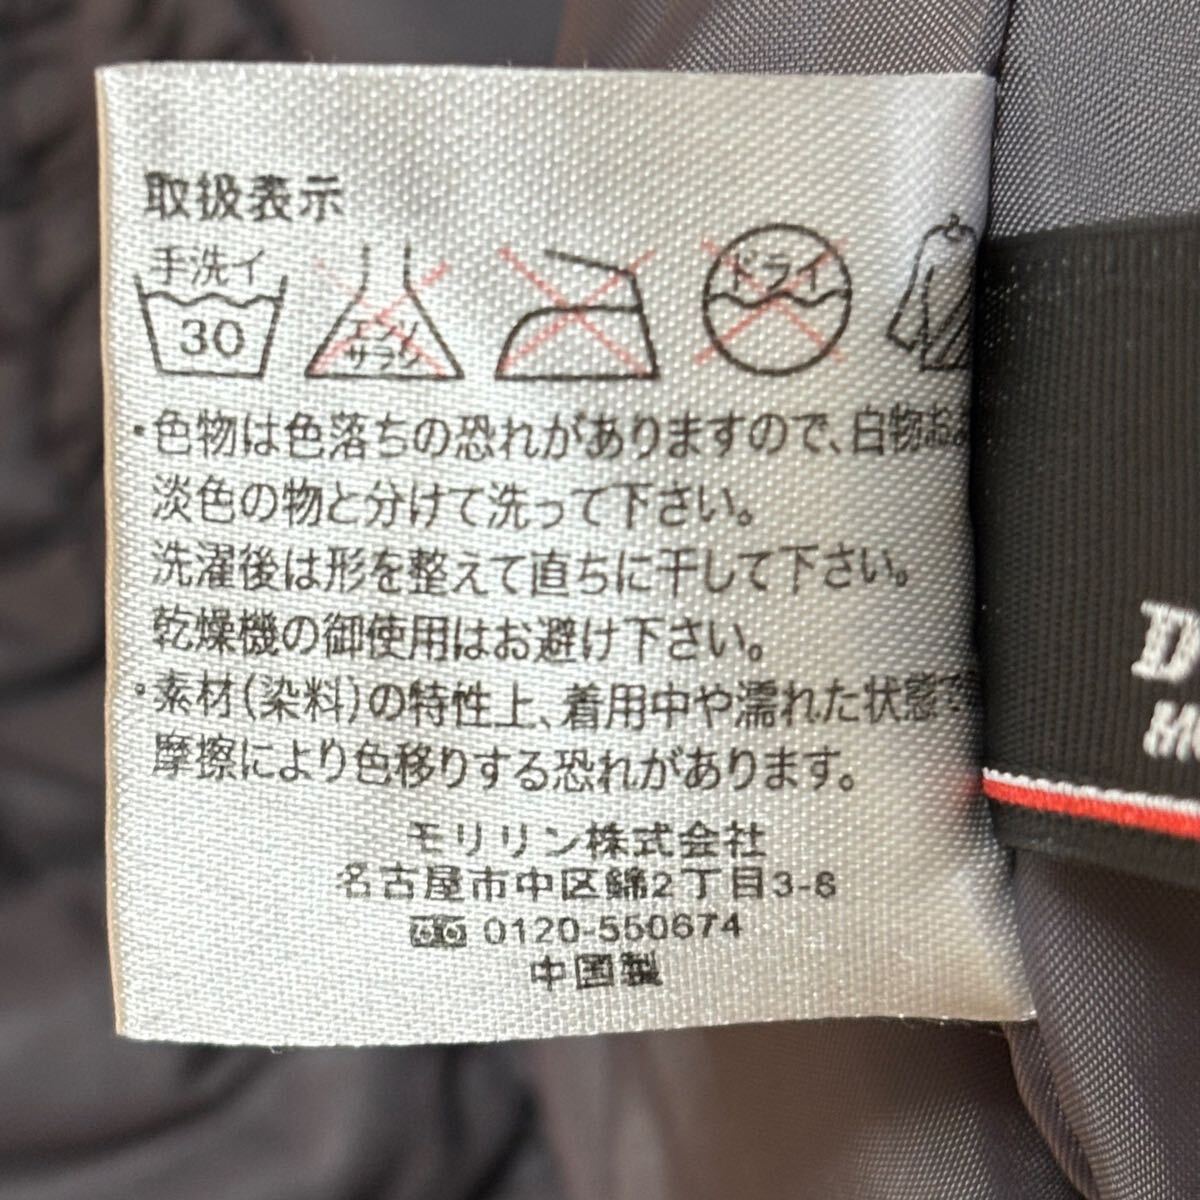 取扱表示
手洗イ
30
エンソ
サラシ
ドライ
・色物は色落ちの恐れがありますので、白物およ
淡色の物と分けて洗って下さい。
洗濯後は形を整えて直ちに干して下さい。
乾燥機の御使用はお避け下さい。
・素材(染料)の特性上、着用中や濡れた状態で
摩擦により色移りする恐れがあります。
モリリン株式会社
名古屋市中区錦2丁目3-8
0120-550674
中国製
D